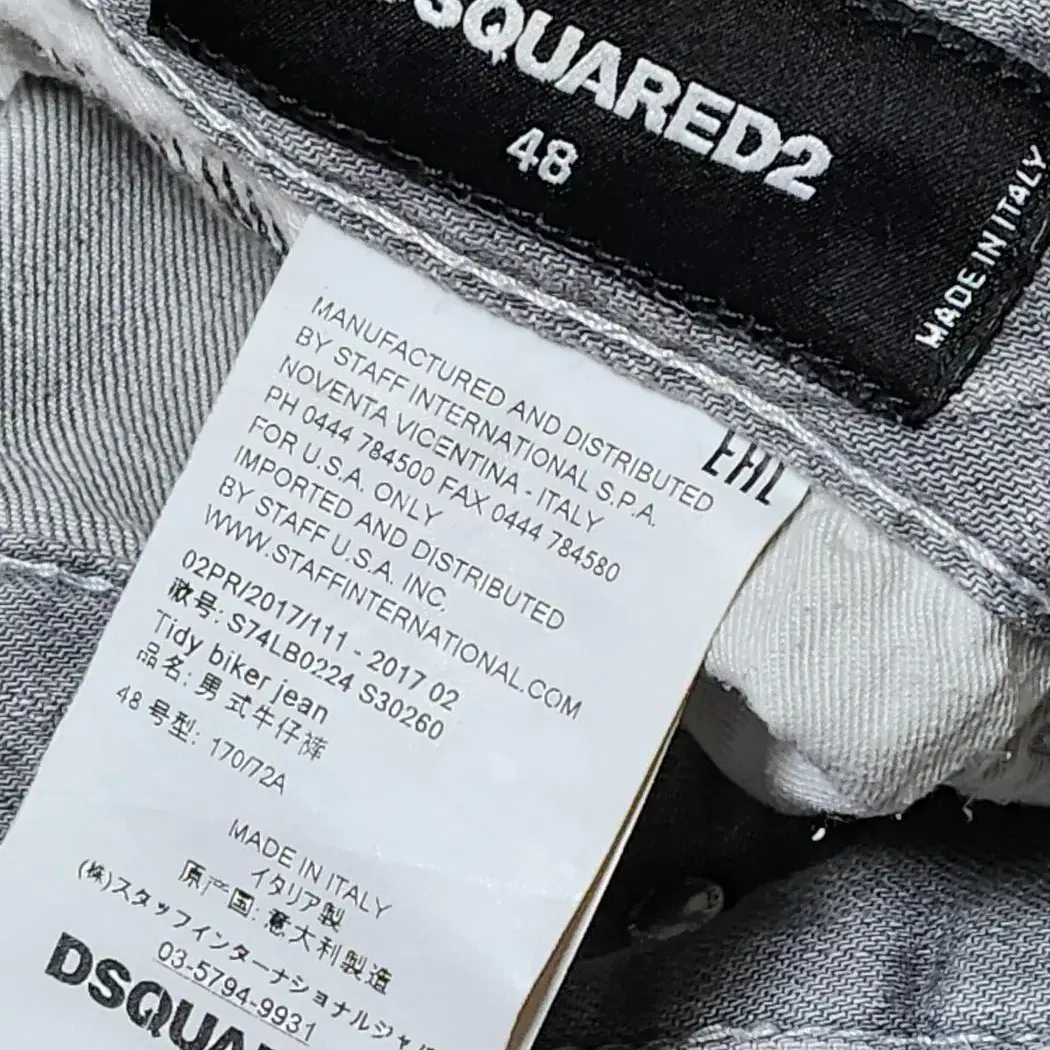 DSQUARED2
48
MADE IN ITALY
EAC
MANUFACTURED AND DISTRIBUTED
BY STAFF INTERNATIONAL S.P.A.
NOVENTA VICENTINA - ITALY
PH 0444 784500 FAX 0444 784580
FOR U.S.A. ONLY
IMPORTED AND DISTRIBUTED
BY STAFF U.S.A. INC.
WWW.STAFFINTERNATIONAL.COM
02PR/2017/111 - 2017 02
款号: S74LB0224 S30260
Tidy biker jean
品名: 男式牛仔裤
48 号型: 170/72A
MADE IN ITALY
イタリア製
原产国: 意大利製造
(株)スタッフインターナショナルジャ
03-5794-9931
DSQUA